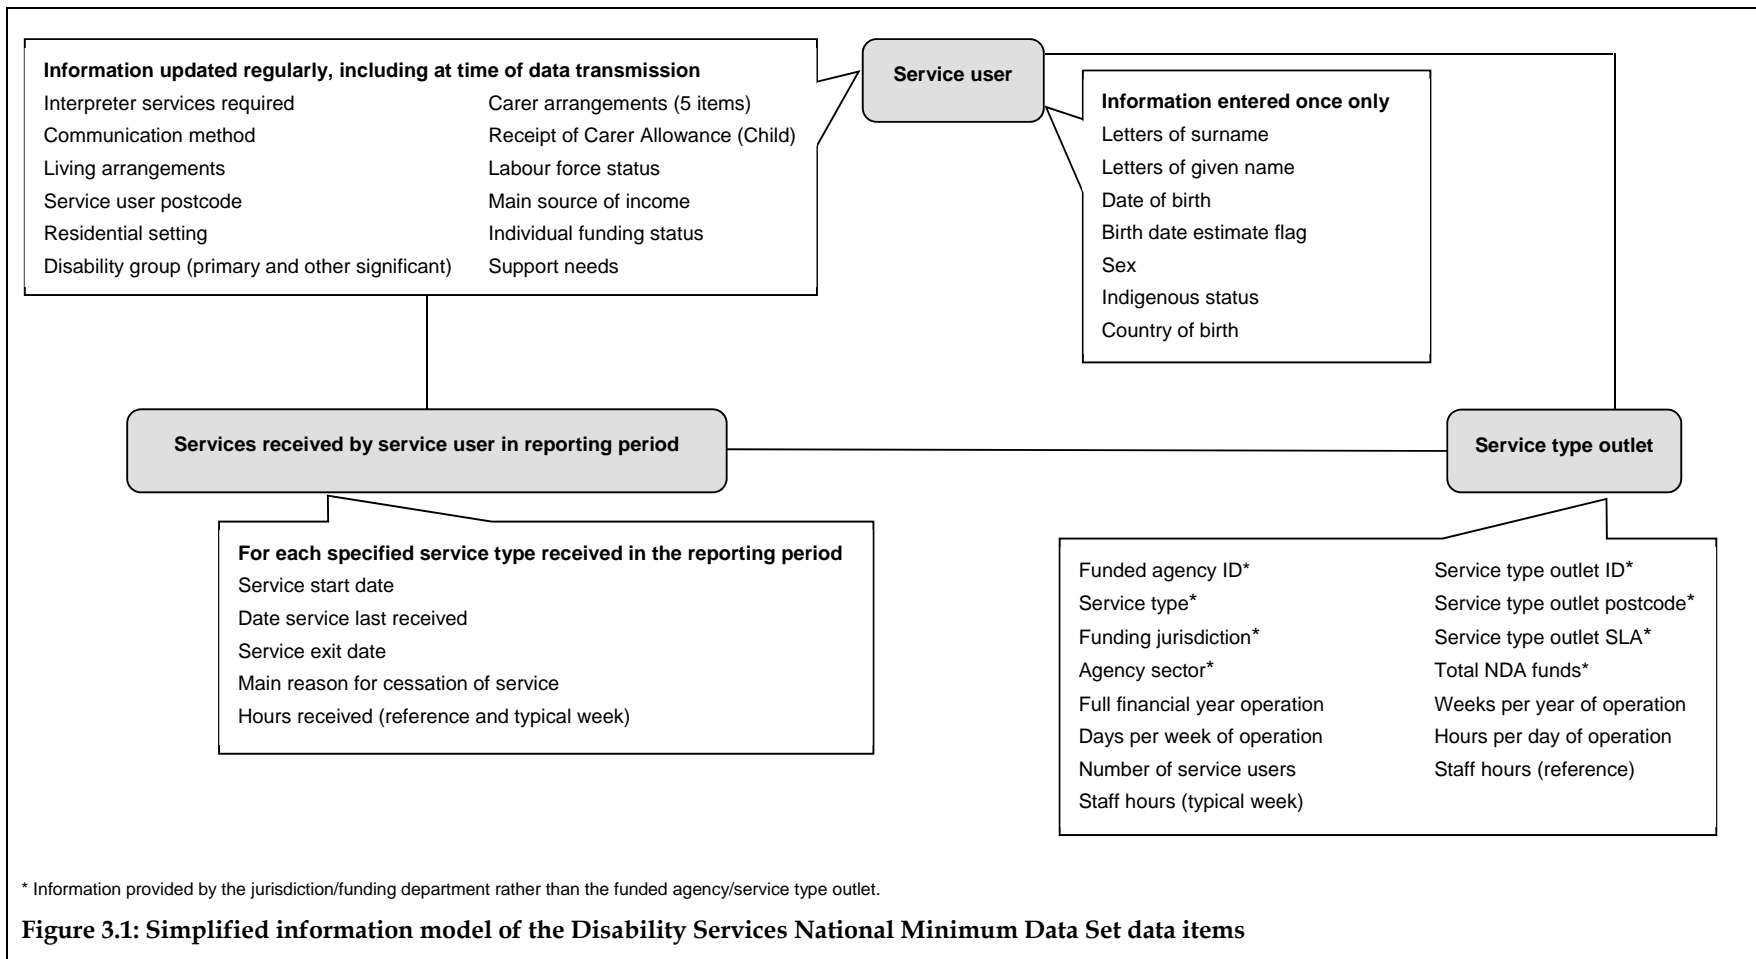 Service user
Information updated regularly, including at time of data transmission
Interpreter services required
Communication method
Living arrangements
Service user postcode
Residential setting
Disability group (primary and other significant)
Carer arrangements (5 items)
Receipt of Carer Allowance (Child)
Labour force status
Main source of income
Individual funding status
Support needs
Information entered once only
Letters of surname
Letters of given name
Date of birth
Birth date estimate flag
Sex
Indigenous status
Country of birth
Services received by service user in reporting period
Service type outlet
For each specified service type received in the reporting period
Service start date
Date service last received
Service exit date
Main reason for cessation of service
Hours received (reference and typical week)
Funded agency ID*
Service type*
Funding jurisdiction*
Agency sector*
Full financial year operation
Days per week of operation
Number of service users
Staff hours (typical week)
Service type outlet ID*
Service type outlet postcode*
Service type outlet SLA*
Total NDA funds*
Weeks per year of operation
Hours per day of operation
Staff hours (reference)
* Information provided by the jurisdiction/funding department rather than the funded agency/service type outlet.
Figure 3.1: Simplified information model of the Disability Services National Minimum Data Set data items